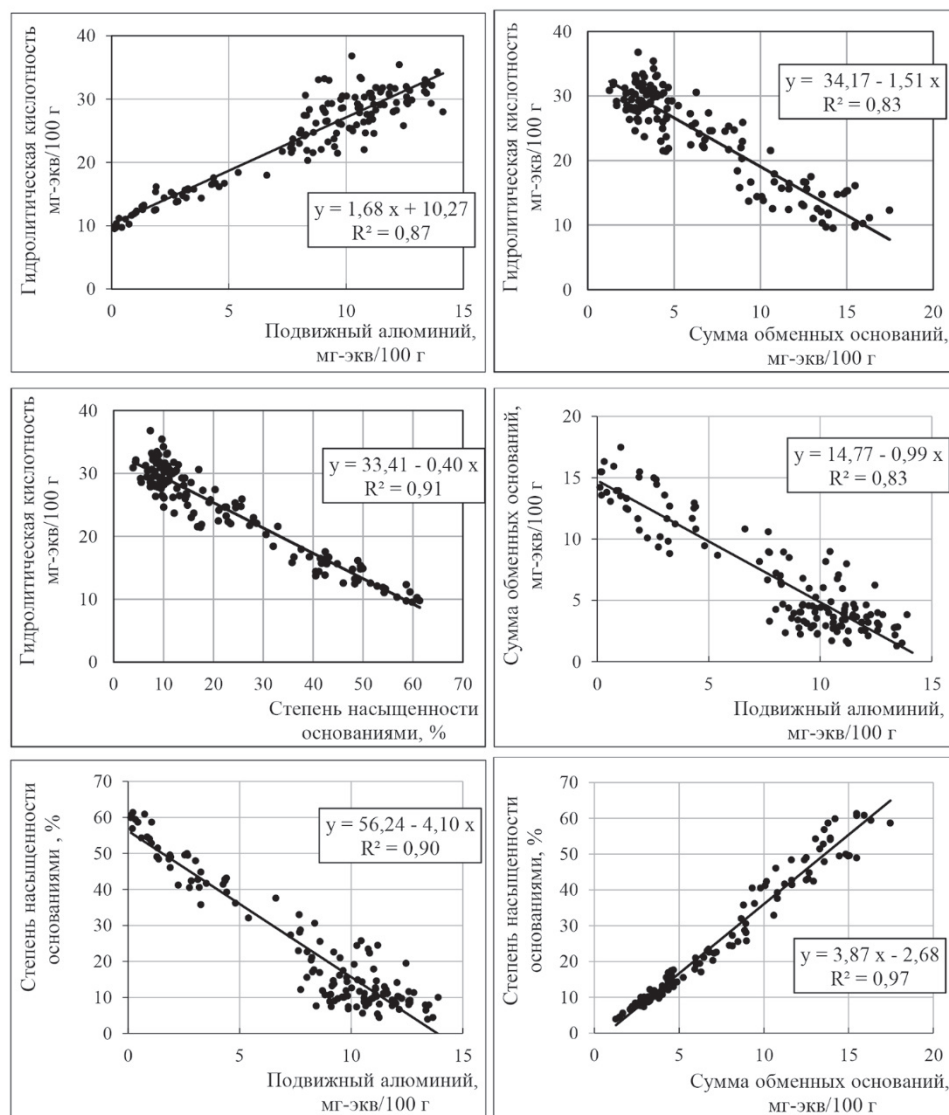 Гидролитическая кислотность
мг-экв/100 г
40
30
20
10
0
y = 1,68 x + 10,27
R² = 0,87
0 5 10 15
Подвижный алюминий,
мг-экв/100 г
Гидролитическая кислотность
мг-экв/100 г
40
30
20
10
0
y = 34,17 - 1,51 x
R² = 0,83
0 5 10 15 20
Сумма обменных оснований,
мг-экв/100 г
Гидролитическая кислотность
мг-экв/100 г
40
30
20
10
0
y = 33,41 - 0,40 x
R² = 0,91
0 10 20 30 40 50 60 70
Степень насыщенности
основаниями, %
Сумма обменных оснований,
мг-экв/100 г
20
15
10
5
0
y = 14,77 - 0,99 x
R² = 0,83
0 5 10 15
Подвижный алюминий,
мг-экв/100 г
Степень насыщенности
основаниями , %
70
60
50
40
30
20
10
0
y = 56,24 - 4,10 x
R² = 0,90
0 5 10 15
Подвижный алюминий,
мг-экв/100 г
Степень насыщенности
основаниями, %
70
60
50
40
30
20
10
0
y = 3,87 x - 2,68
R² = 0,97
0 5 10 15 20
Сумма обменных оснований,
мг-экв/100 г